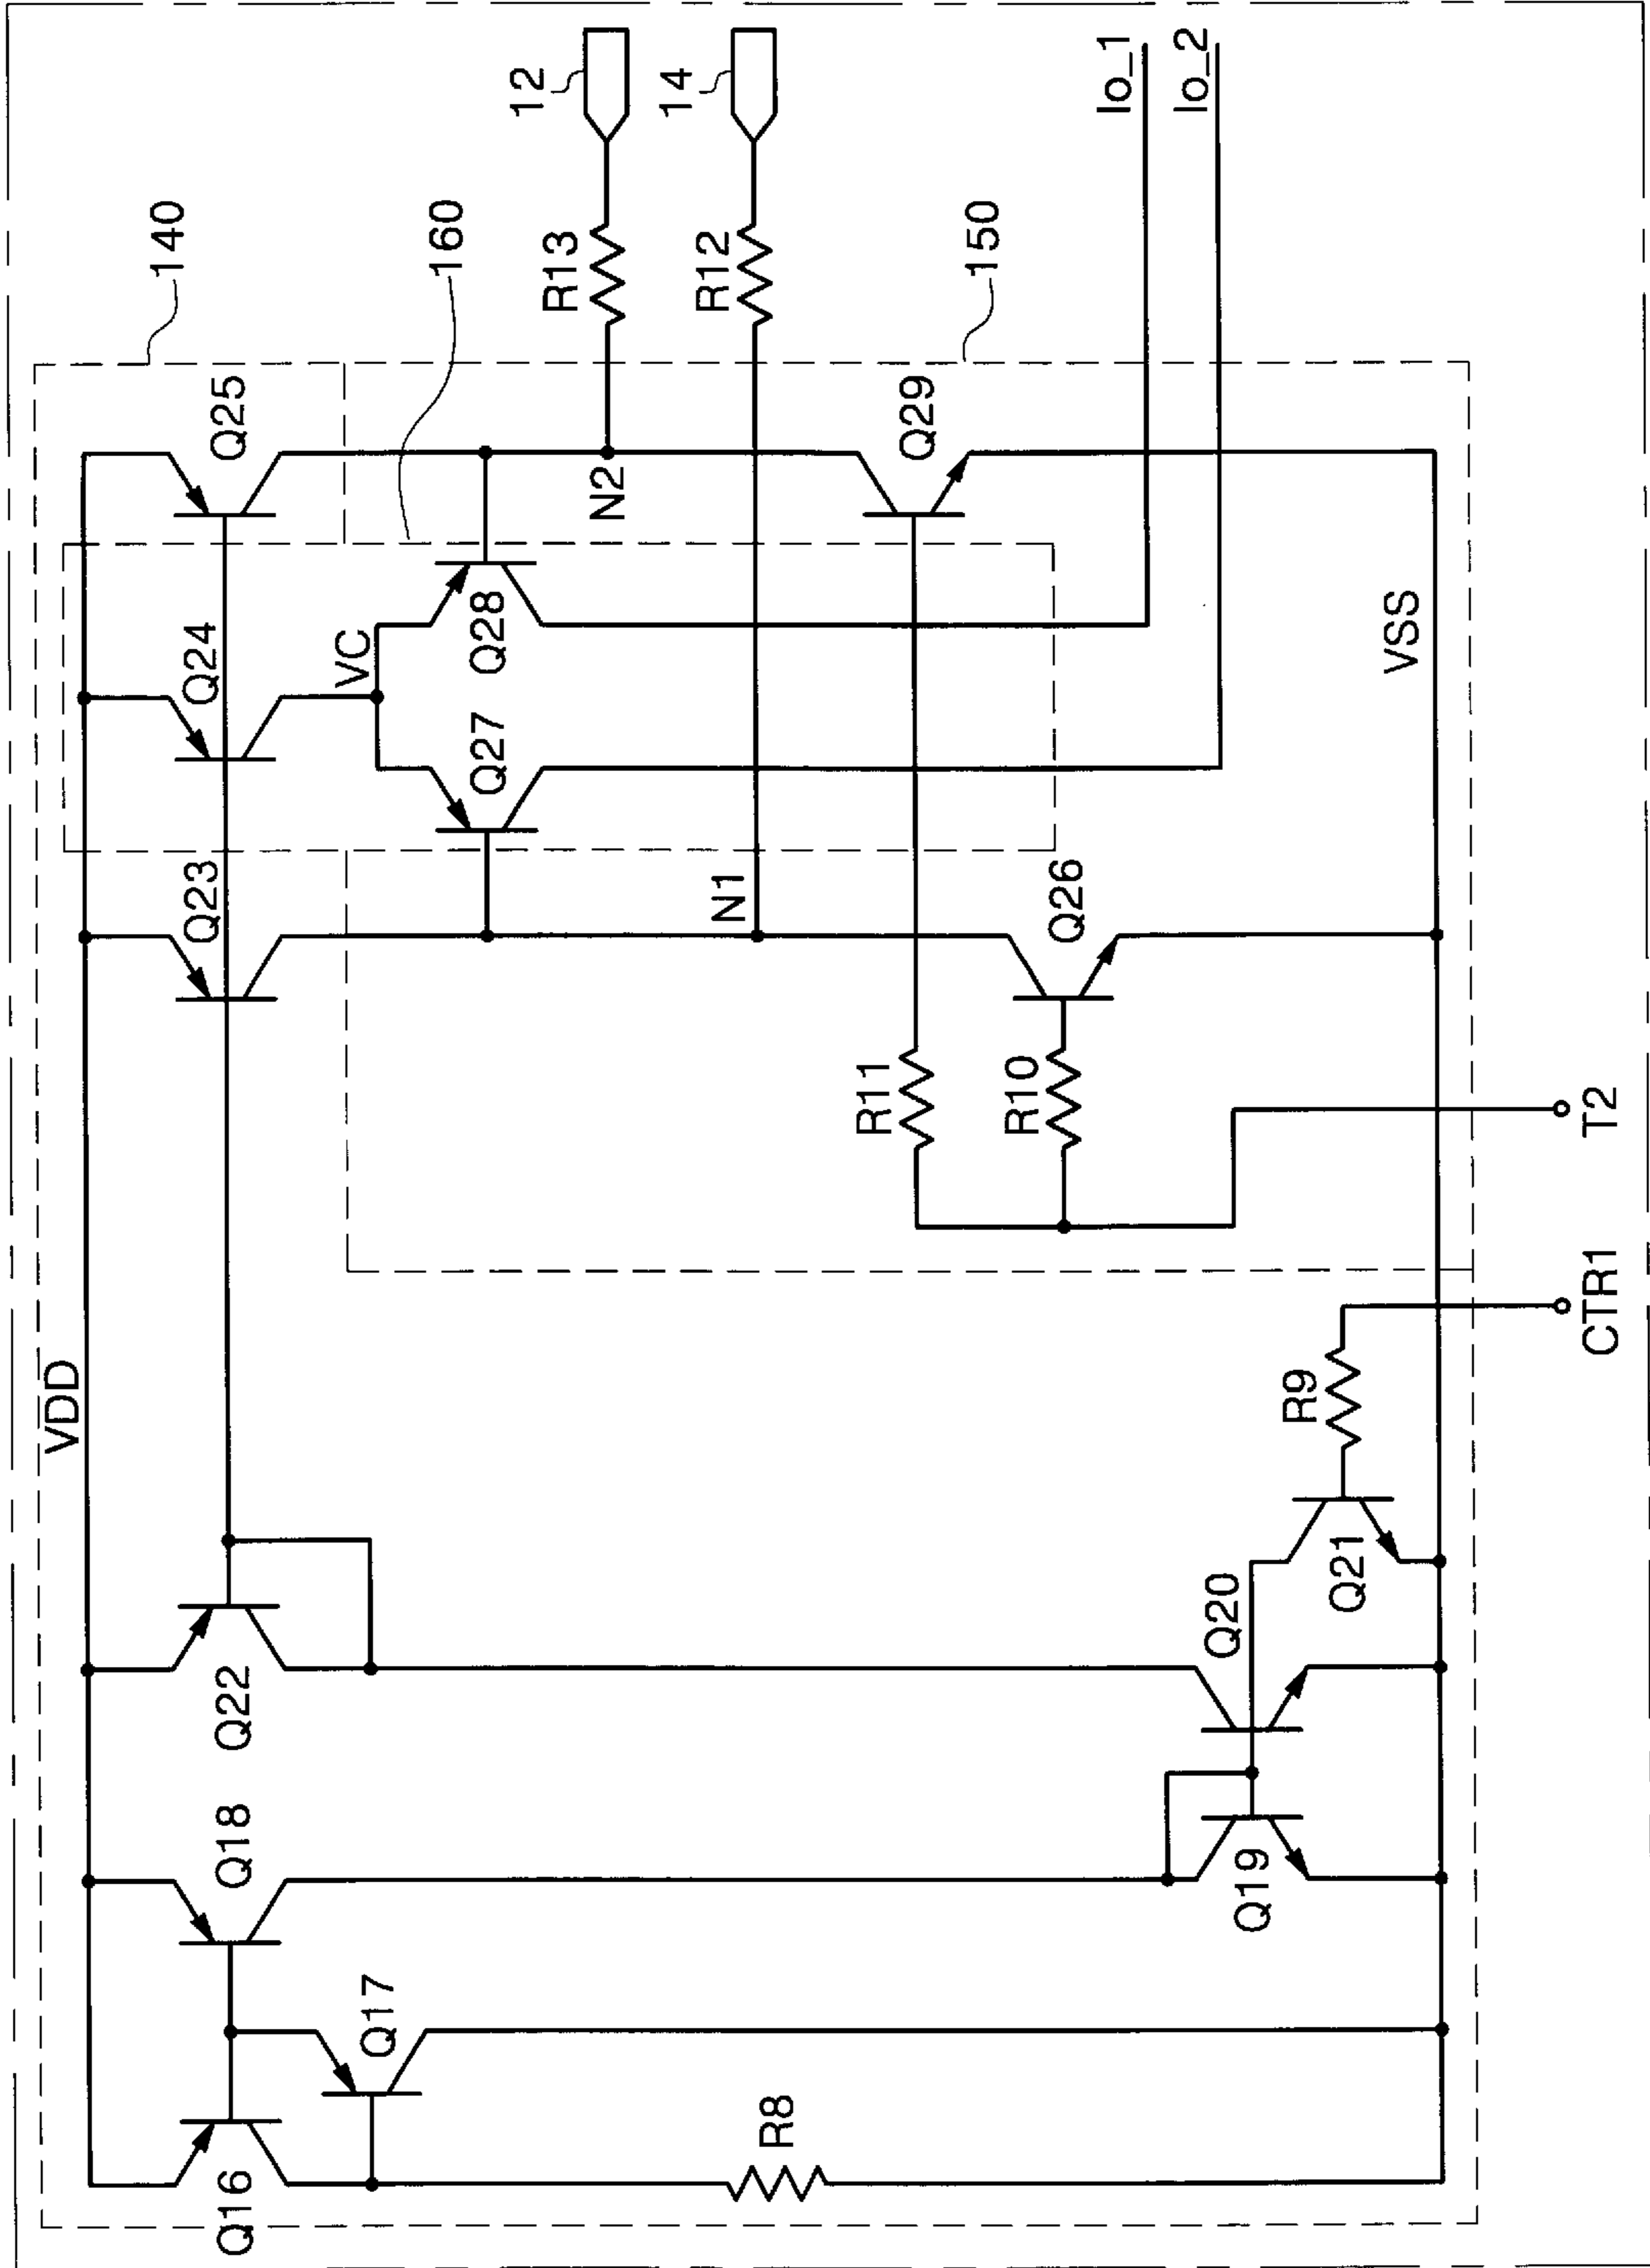 VDD
Q16
Q17
Q18
Q22
Q23
Q24
Q25
140
VC
Q27
Q28
160
R8
N1
N2
R13
12
R12
14
Q19
Q20
Q21
R9
R11
R10
Q26
Q29
150
Io_1
Io_2
VSS
CTR1
T2